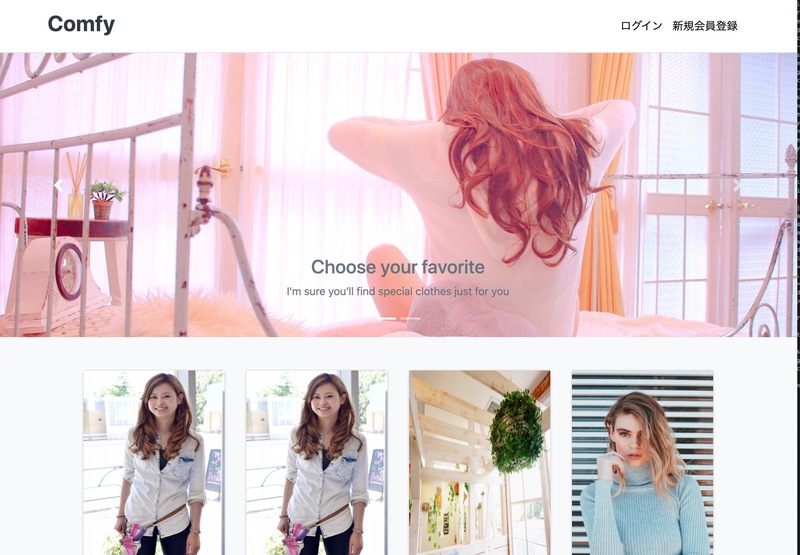 Comfy
ログイン 新規会員登録
Choose your favorite
I'm sure you'll find special clothes just for you